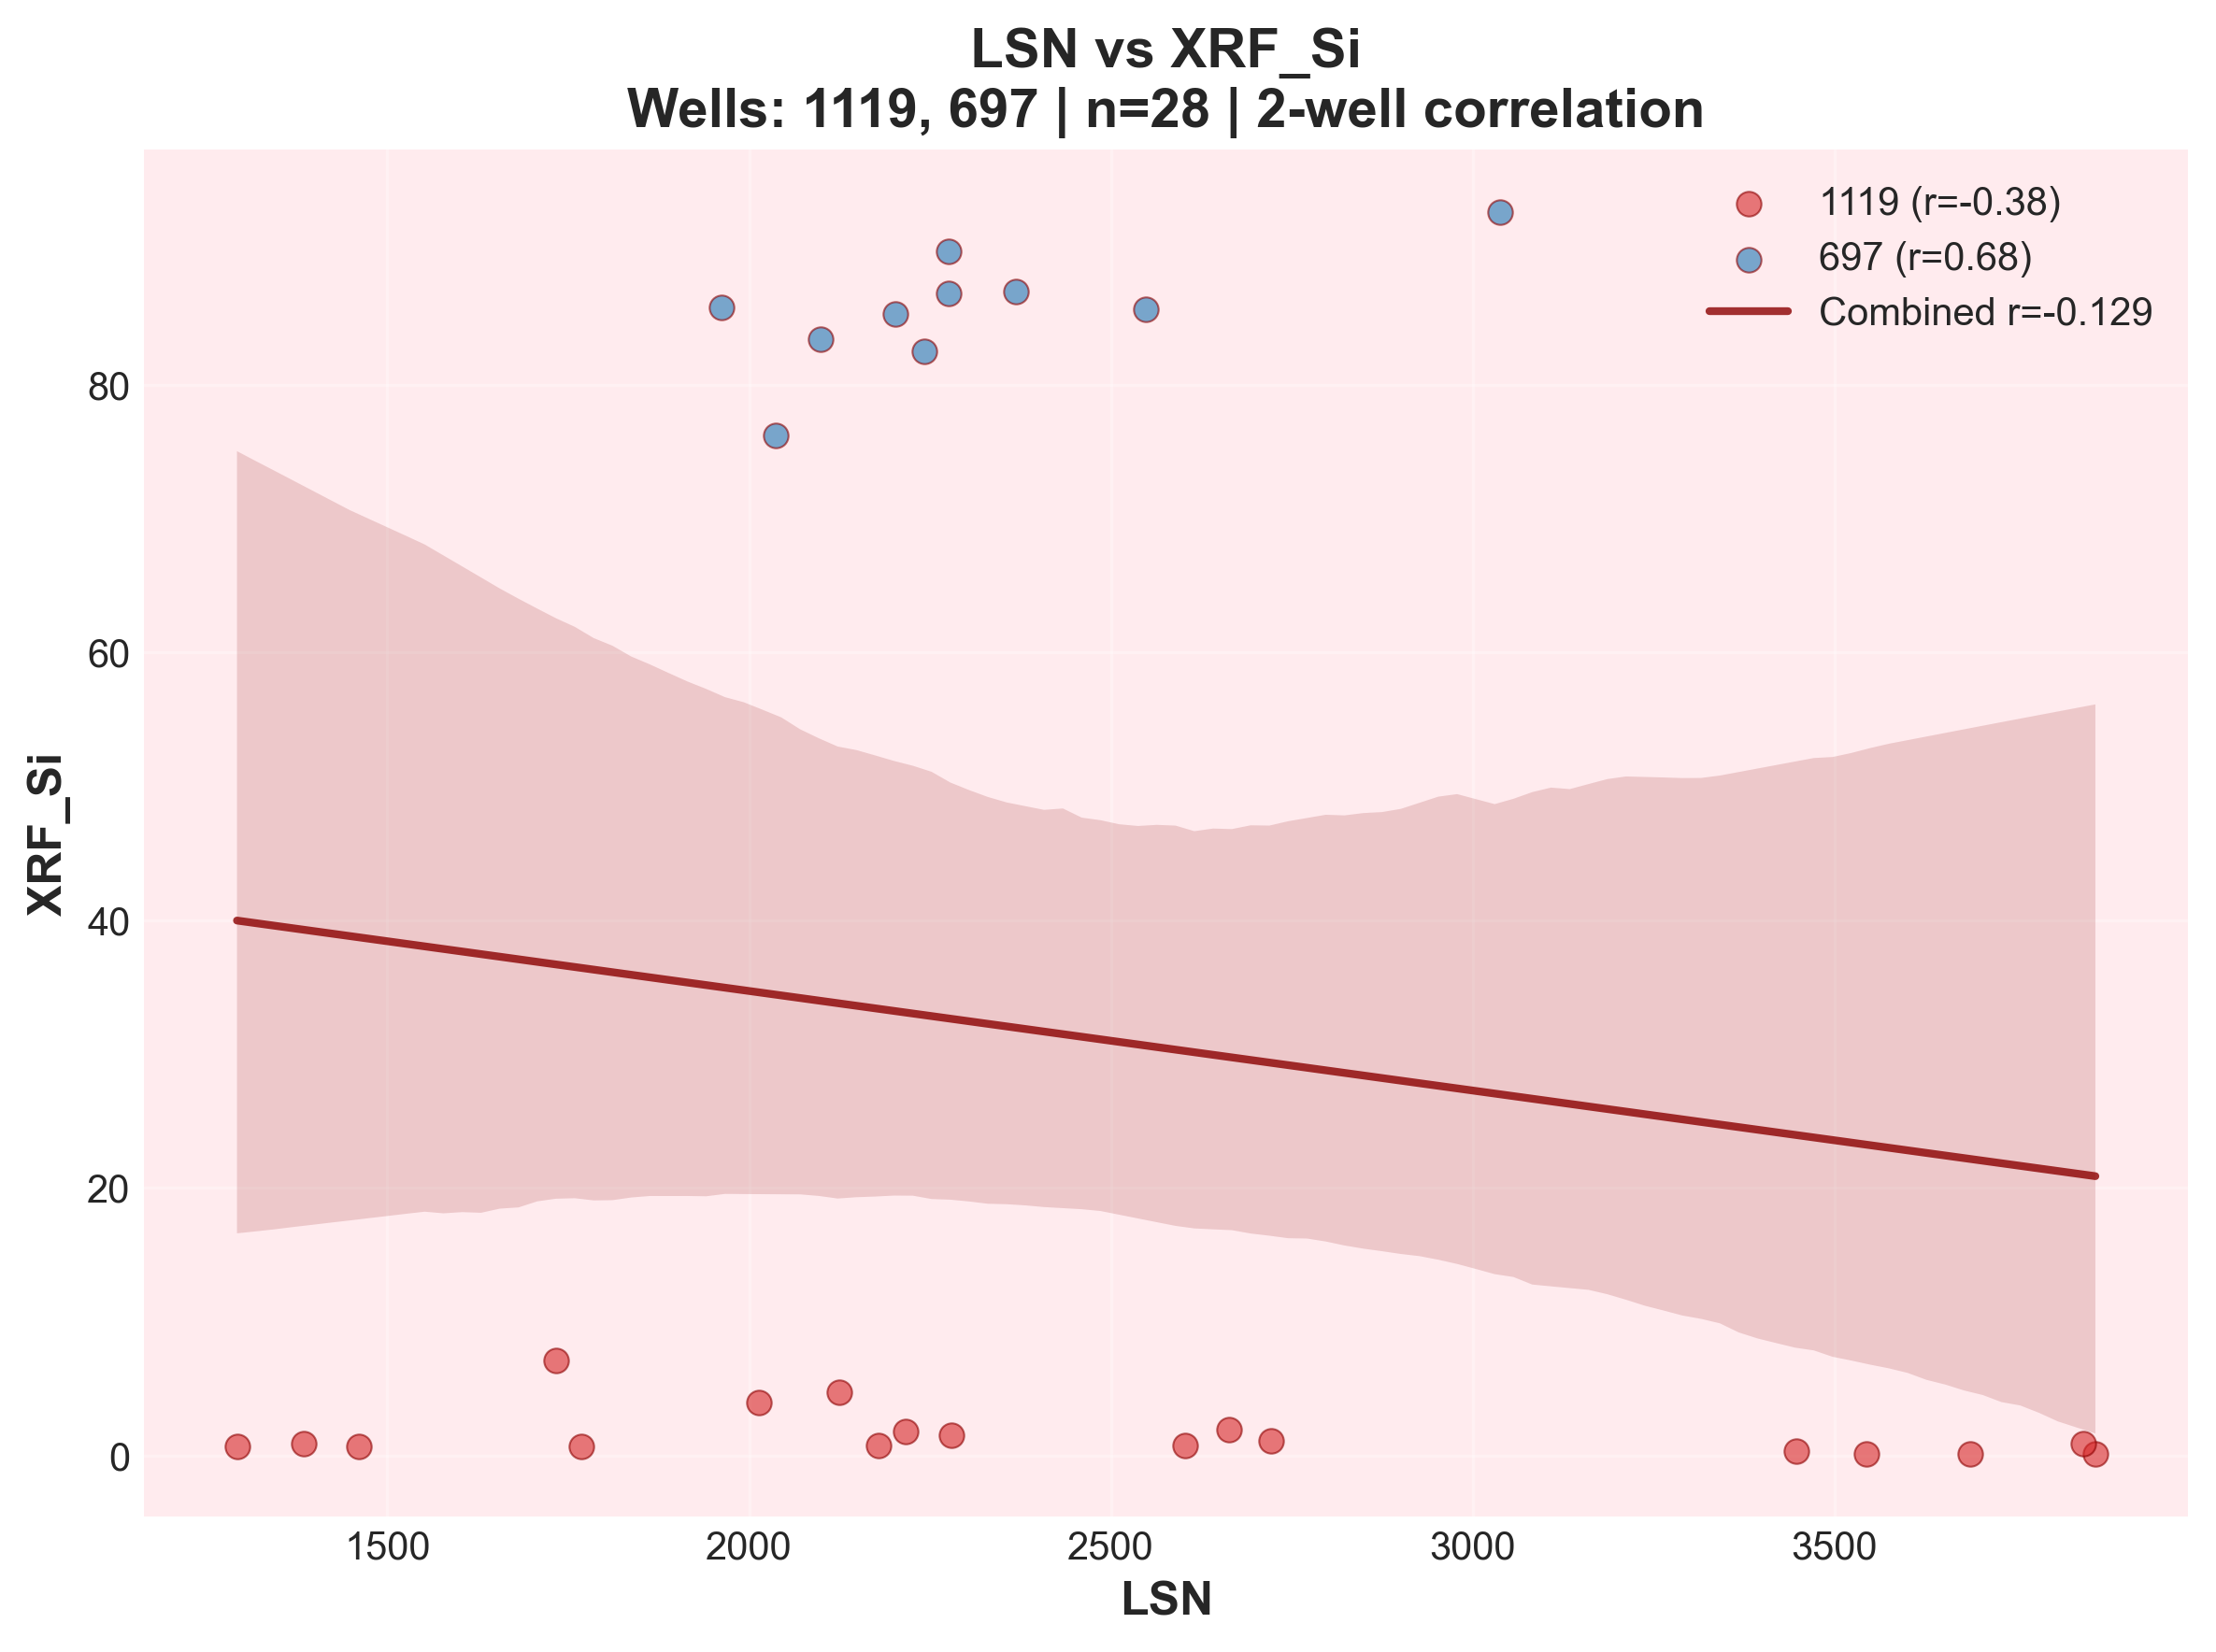 LSN vs XRF_Si
Wells: 1119, 697 | n=28 | 2-well correlation
1119 (r=-0.38)
697 (r=0.68)
Combined r=-0.129
XRF_Si
80
60
40
20
0
1500
2000
2500
3000
3500
LSN